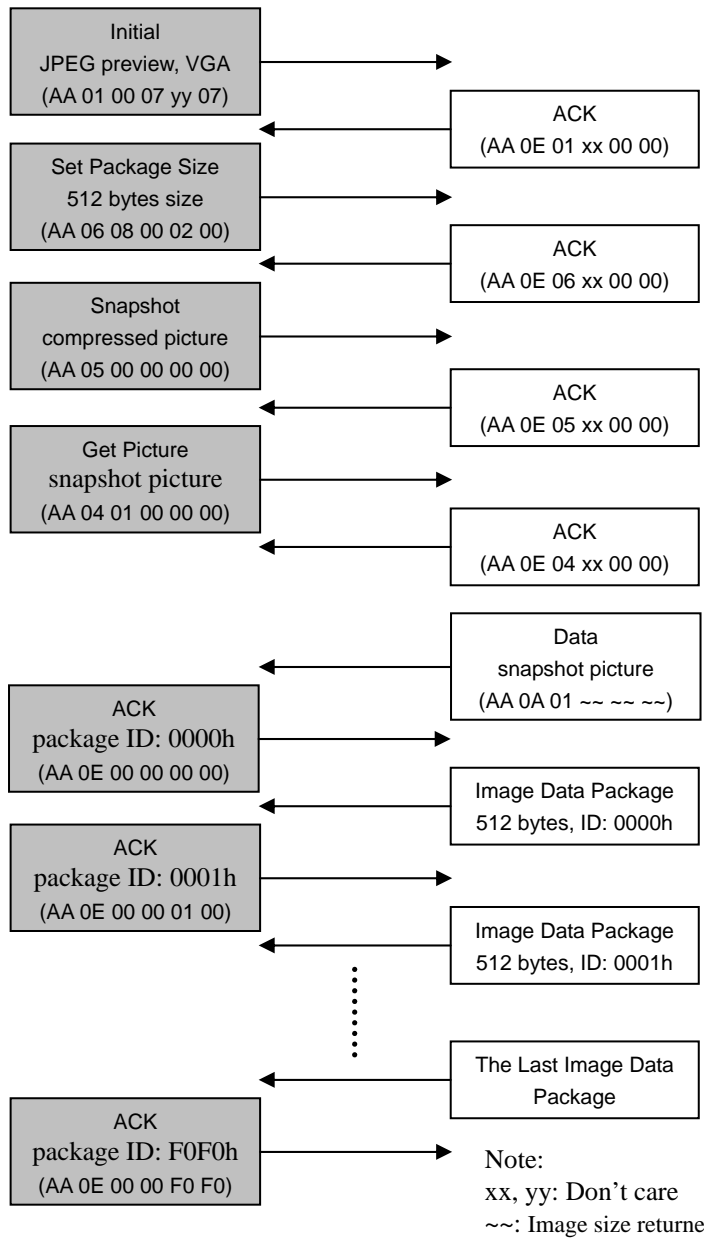 Initial
JPEG preview, VGA
(AA 01 00 07 yy 07)
ACK
(AA 0E 01 xx 00 00)
Set Package Size
512 bytes size
(AA 06 08 00 02 00)
ACK
(AA 0E 06 xx 00 00)
Snapshot
compressed picture
(AA 05 00 00 00 00)
ACK
(AA 0E 05 xx 00 00)
Get Picture
snapshot picture
(AA 04 01 00 00 00)
ACK
(AA 0E 04 xx 00 00)
Data
snapshot picture
(AA 0A 01 ~~ ~~ ~~)
ACK
package ID: 0000h
(AA 0E 00 00 00 00)
Image Data Package
512 bytes, ID: 0000h
ACK
package ID: 0001h
(AA 0E 00 00 01 00)
Image Data Package
512 bytes, ID: 0001h
The Last Image Data
Package
ACK
package ID: F0F0h
(AA 0E 00 00 F0 F0)
Note:
xx, yy: Don't care
~~: Image size returne